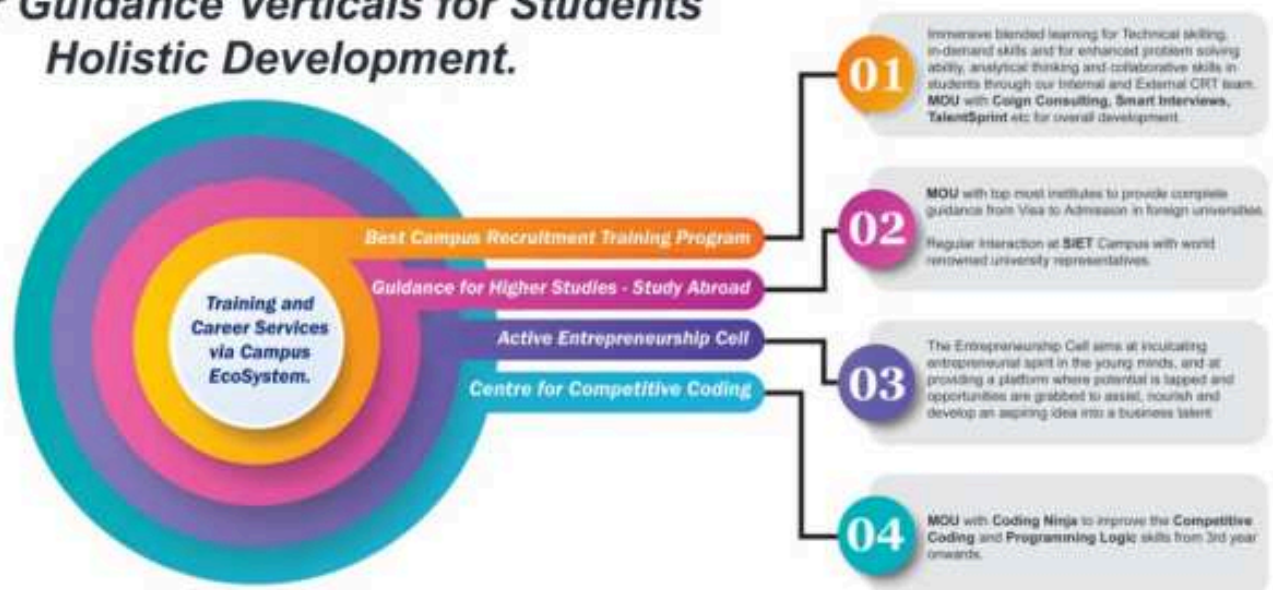 Guidance Verticals for Students
Holistic Development.
Training and
Career Services
via Campus
EcoSystem.
Best Campus Recruitment Training Program
Guidance for Higher Studies - Study Abroad
Active Entrepreneurship Cell
Centre for Competitive Coding
01
Immersive blended learning for Technical skilling,
in-demand skills and for enhanced problem solving
ability, analytical thinking and collaborative skills in
students through our Internal and External CRT team.
MOU with Coign Consulting, Smart Interviews,
TalentSprint etc for overall development.
02
MOU with top most institutes to provide complete
guidance from Visa to Admission in foreign universities.
Regular Interaction at SIET Campus with world
renowned university representatives.
03
The Entrepreneurship Cell aims at inculcating
entrepreneurial spirit in the young minds, and at
providing a platform where potential is tapped and
opportunities are grabbed to assist, nourish and
develop an aspiring idea into a business talent
04
MOU with Coding Ninja to improve the Competitive
Coding and Programming Logic skills from 3rd year
onwards.